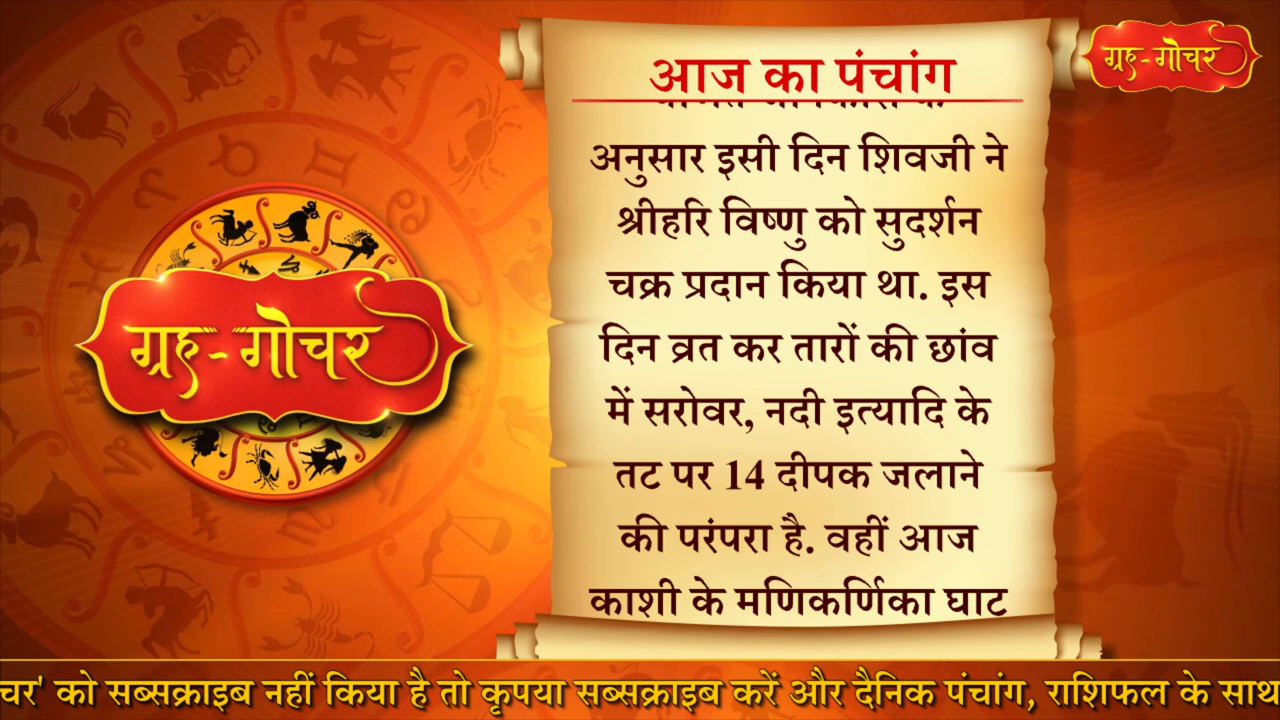 आज का पंचांग
ग्रह-गोचर
अनुसार इसी दिन शिवजी ने
श्रीहरि विष्णु को सुदर्शन
चक्र प्रदान किया था. इस
दिन व्रत कर तारों की छांव
में सरोवर, नदी इत्यादि के
तट पर 14 दीपक जलाने
की परंपरा है. वहीं आज
काशी के मणिकर्णिका घाट
ग्रह-गोचर
चर' को सब्सक्राइब नहीं किया है तो कृपया सब्सक्राइब करें और दैनिक पंचांग, राशिफल के साथ